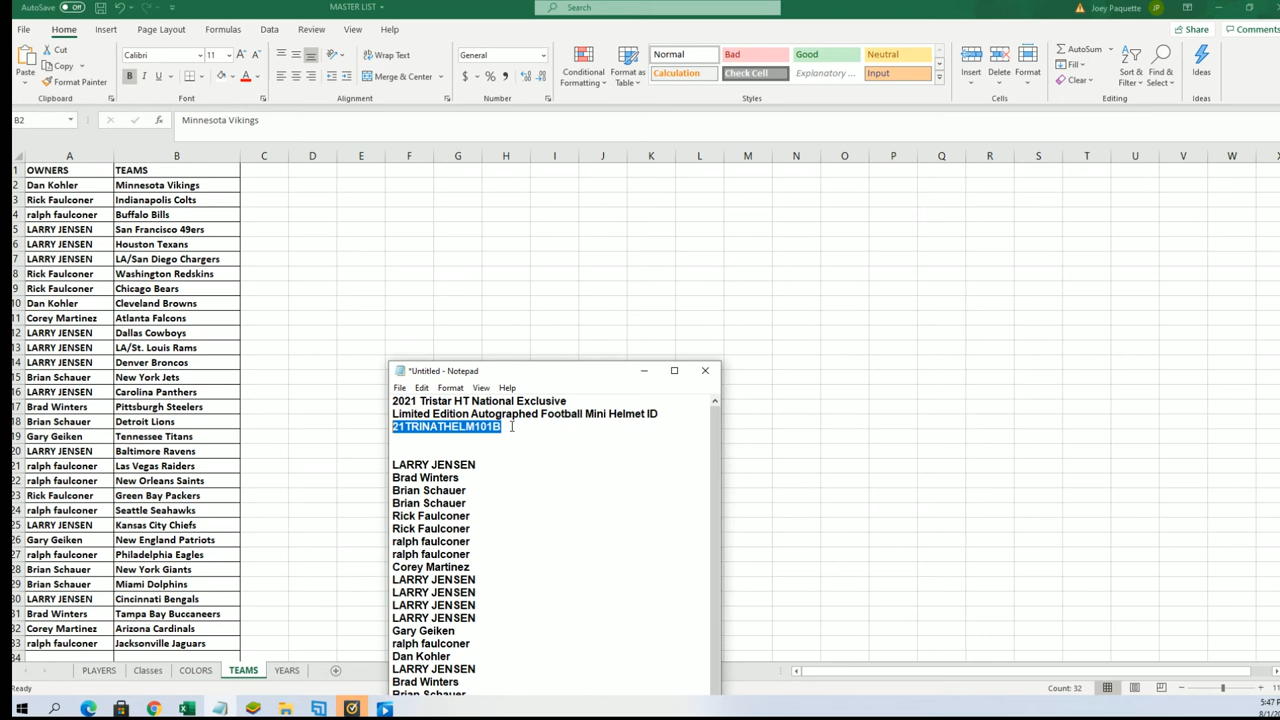 AutoSave Off MASTER LIST Search Joey Paquette JP
File Home Insert Page Layout Formulas Data Review View Help Share Comments
Paste Cut Copy Format Painter Clipboard
Calibri 11 B I U Font
Wrap Text Merge & Center Alignment
General $ % Number
Conditional Formatting Format as Table
Normal Bad Good Neutral
Calculation Check Cell Explanatory ... Input
Styles
Insert Delete Format Cells
AutoSum Fill Clear Sort & Filter Find & Select Editing
Ideas Ideas
B2 fx Minnesota Vikings
A B C D E F G H I J K L M N O P Q R S T U V W X
1 OWNERS TEAMS
2 Dan Kohler Minnesota Vikings
3 Rick Faulconer Indianapolis Colts
4 ralph faulconer Buffalo Bills
5 LARRY JENSEN San Francisco 49ers
6 LARRY JENSEN Houston Texans
7 LARRY JENSEN LA/San Diego Chargers
8 Rick Faulconer Washington Redskins
9 Rick Faulconer Chicago Bears
10 Dan Kohler Cleveland Browns
11 Corey Martinez Atlanta Falcons
12 LARRY JENSEN Dallas Cowboys
13 LARRY JENSEN LA/St. Louis Rams
14 LARRY JENSEN Denver Broncos
15 Brian Schauer New York Jets
16 LARRY JENSEN Carolina Panthers
17 Brad Winters Pittsburgh Steelers
18 Brian Schauer Detroit Lions
19 Gary Geiken Tennessee Titans
20 LARRY JENSEN Baltimore Ravens
21 ralph faulconer Las Vegas Raiders
22 ralph faulconer New Orleans Saints
23 Rick Faulconer Green Bay Packers
24 ralph faulconer Seattle Seahawks
25 LARRY JENSEN Kansas City Chiefs
26 Gary Geiken New England Patriots
27 ralph faulconer Philadelphia Eagles
28 Brian Schauer New York Giants
29 Brian Schauer Miami Dolphins
30 LARRY JENSEN Cincinnati Bengals
31 Brad Winters Tampa Bay Buccaneers
32 Corey Martinez Arizona Cardinals
33 ralph faulconer Jacksonville Jaguars
34
*Untitled - Notepad
File Edit Format View Help
2021 Tristar HT National Exclusive
Limited Edition Autographed Football Mini Helmet ID
21TRINATHELM101B
LARRY JENSEN
Brad Winters
Brian Schauer
Brian Schauer
Rick Faulconer
Rick Faulconer
ralph faulconer
ralph faulconer
Corey Martinez
LARRY JENSEN
LARRY JENSEN
LARRY JENSEN
LARRY JENSEN
Gary Geiken
ralph faulconer
Dan Kohler
LARRY JENSEN
Brad Winters
Brian Schauer
PLAYERS Classes COLORS TEAMS YEARS
Ready Count: 32
5:47 P